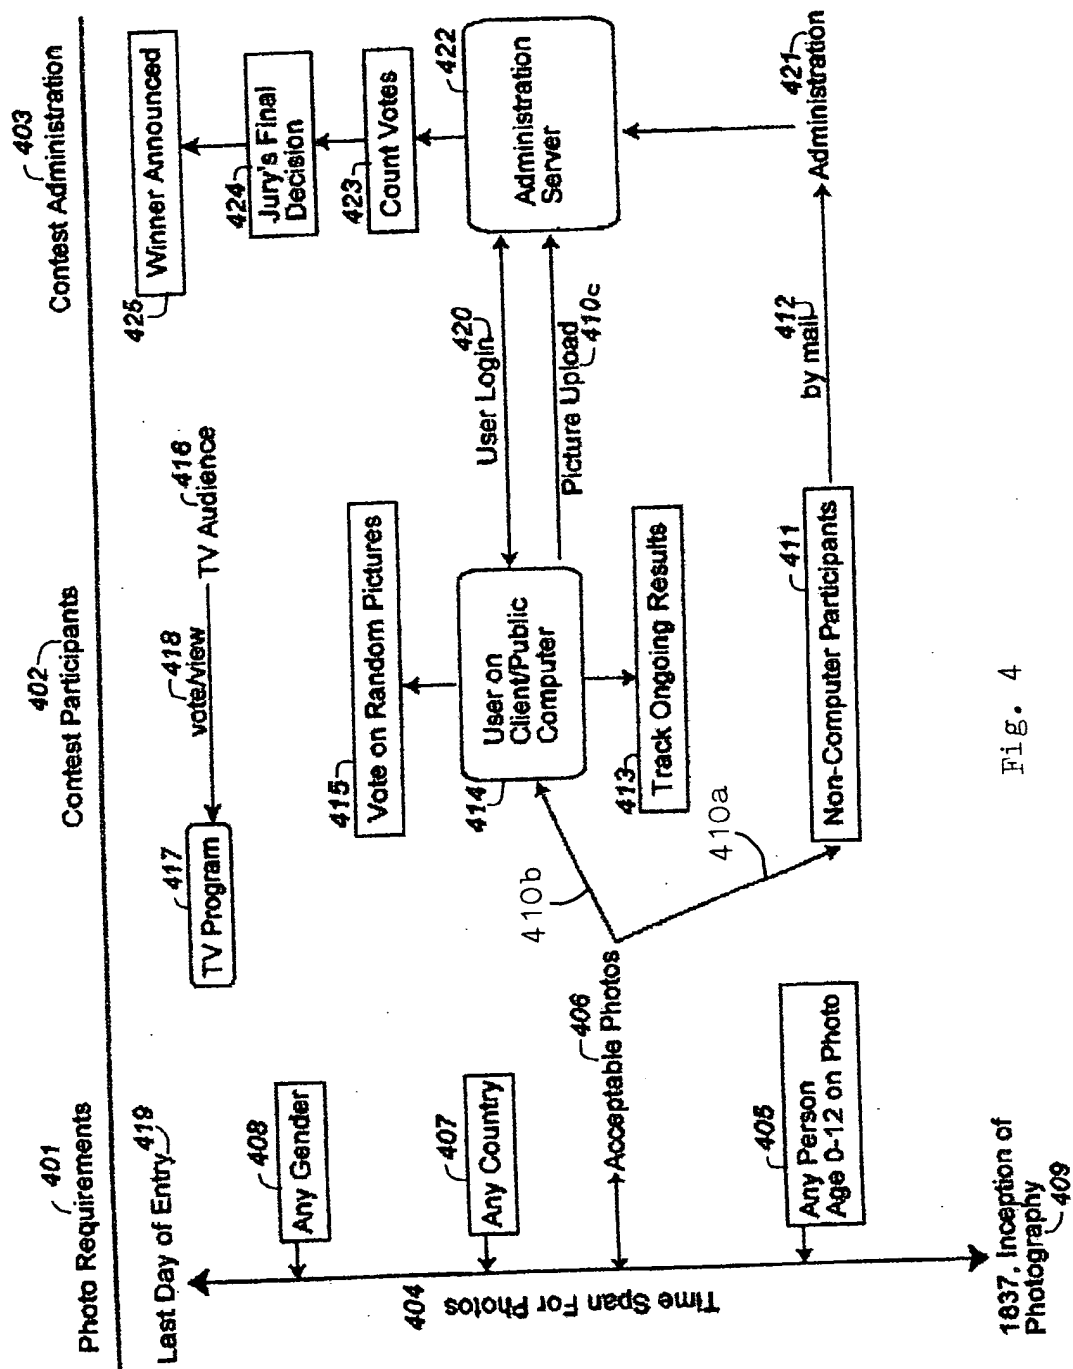 401
Photo Requirements
402
Contest Participants
403
Contest Administration
Last Day of Entry 419
408
Any Gender
407
Any Country
404
Time Span For Photos
406
Acceptable Photos
405
Any Person
Age 0-12 on Photo
1837, Inception of
Photography
409
417
TV Program
418
vote/view
416
TV Audience
415
Vote on Random Pictures
User on
Client/Public
Computer
414
413
Track Ongoing Results
410b
410a
411
Non-Computer Participants
User Login 420
Picture Upload
410c
412
by mail
425
Winner Announced
424
Jury's Final
Decision
423
Count Votes
422
Administration
Server
421
Administration
Fig. 4